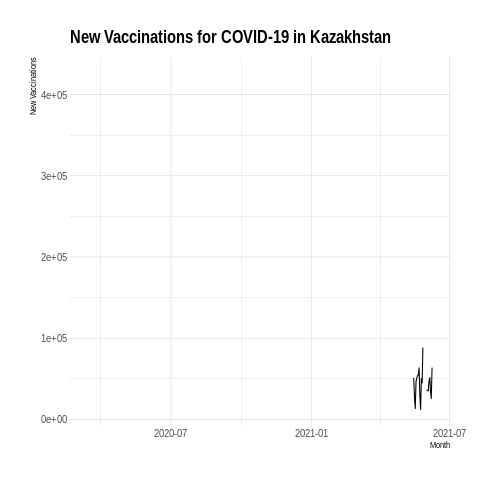 New Vaccinations for COVID-19 in Kazakhstan
New Vaccinations
4e+05
3e+05
2e+05
1e+05
0e+00
2020-07
2021-01
2021-07
Month